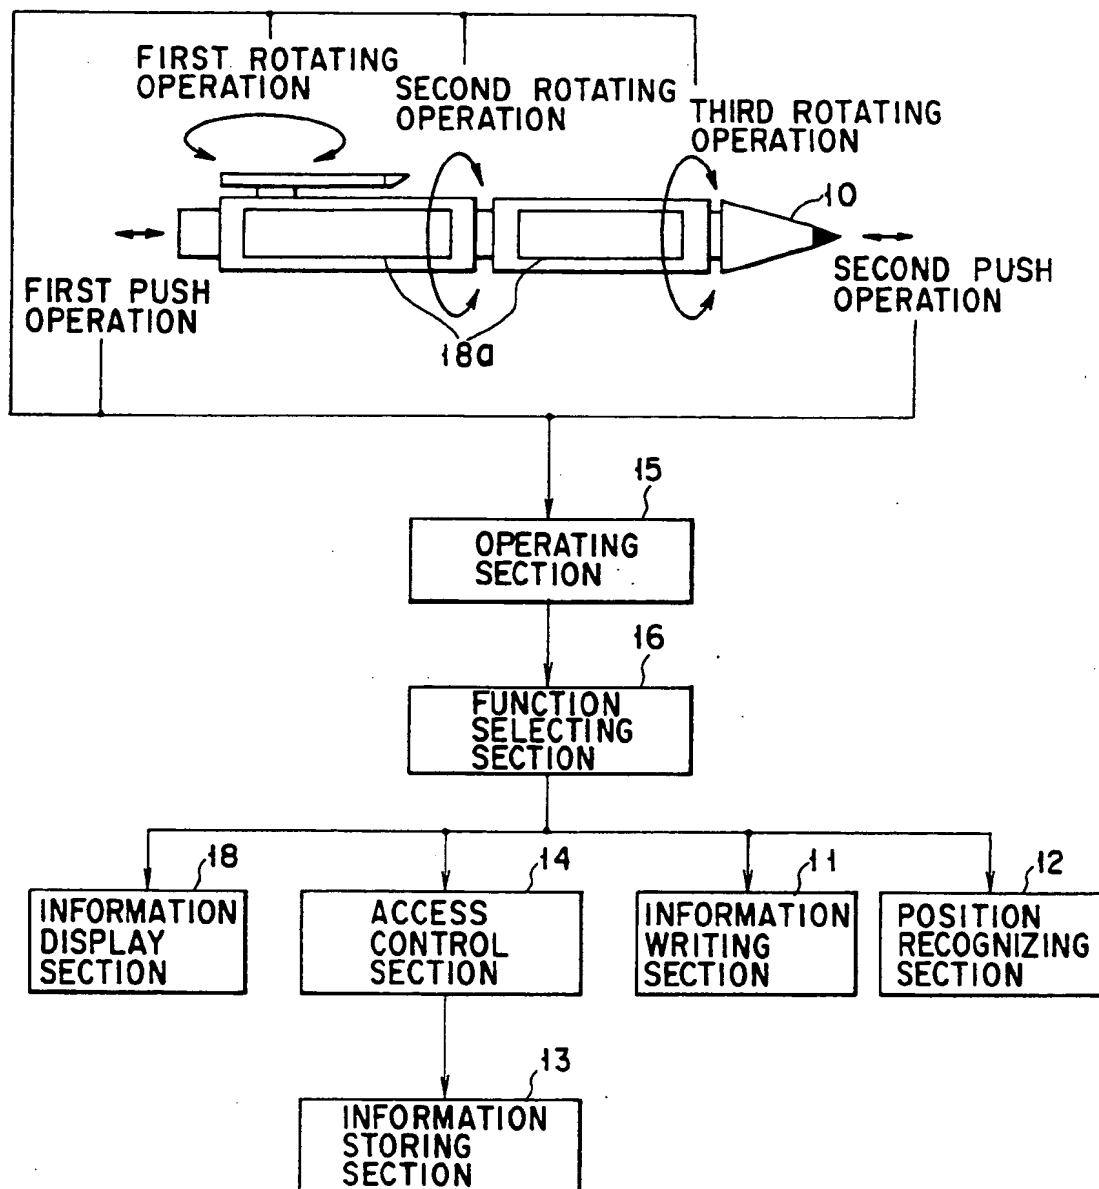 FIRST ROTATING
OPERATION
SECOND ROTATING
OPERATION
THIRD ROTATING
OPERATION
10
FIRST PUSH
OPERATION
18a
SECOND PUSH
OPERATION
15
OPERATING
SECTION
16
FUNCTION
SELECTING
SECTION
18
INFORMATION
DISPLAY
SECTION
14
ACCESS
CONTROL
SECTION
11
INFORMATION
WRITING
SECTION
12
POSITION
RECOGNIZING
SECTION
13
INFORMATION
STORING
SECTION